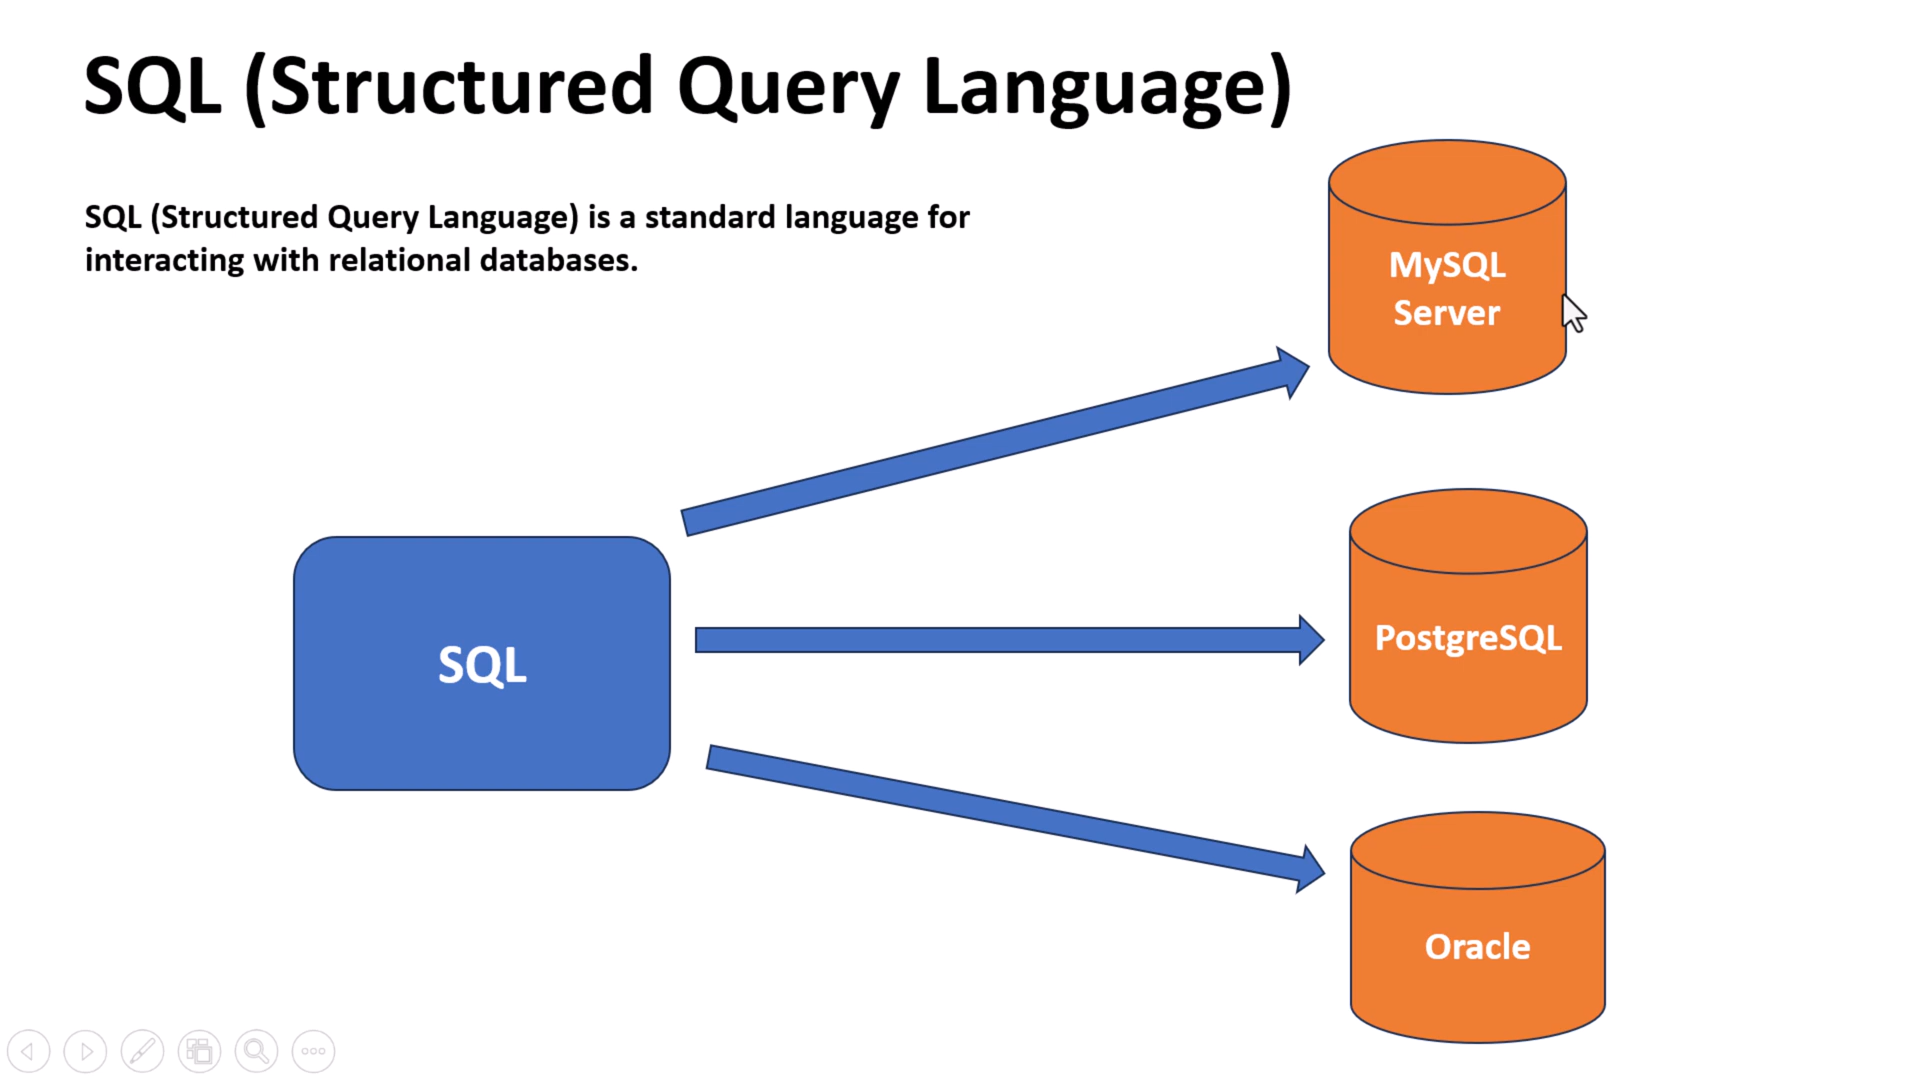 SQL (Structured Query Language)
SQL (Structured Query Language) is a standard language for
interacting with relational databases.
MySQL
Server
SQL
PostgreSQL
Oracle